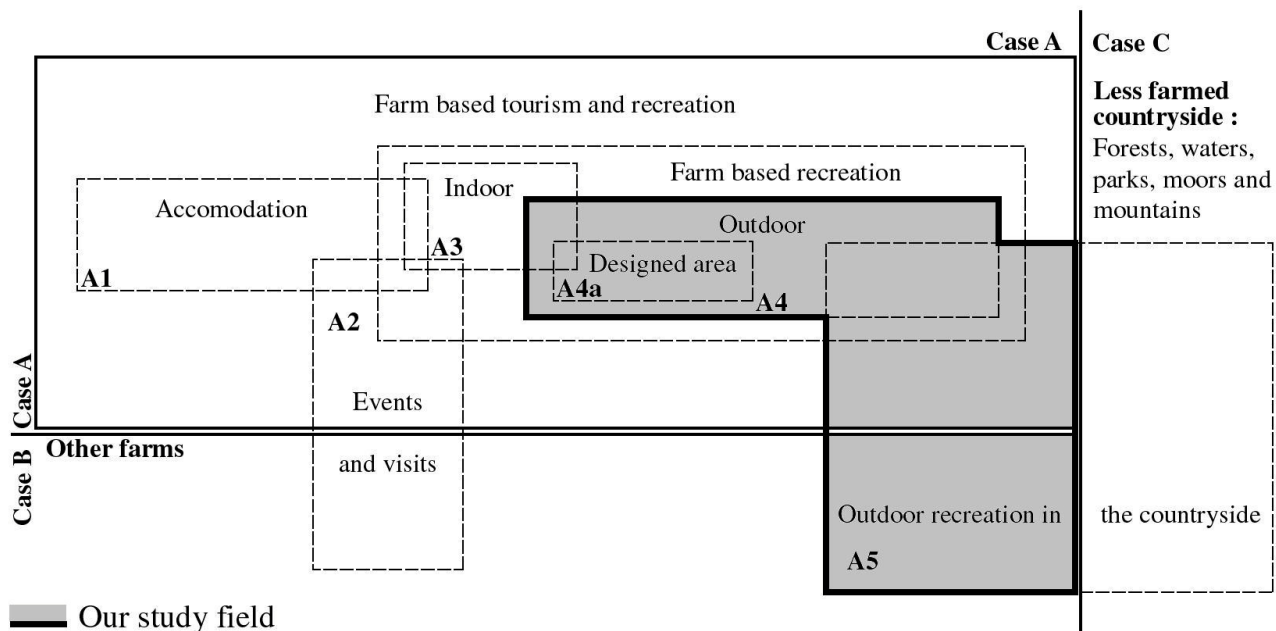 Case A
Case C
Farm based tourism and recreation
Less farmed
countryside :
Forests, waters,
parks, moors and
mountains
Farm based recreation
Indoor
Accomodation
Outdoor
A3
Designed area
A1
A4a
A4
A2
Case A
Events
Other farms
and visits
Case B
Outdoor recreation in
the countryside
A5
Our study field